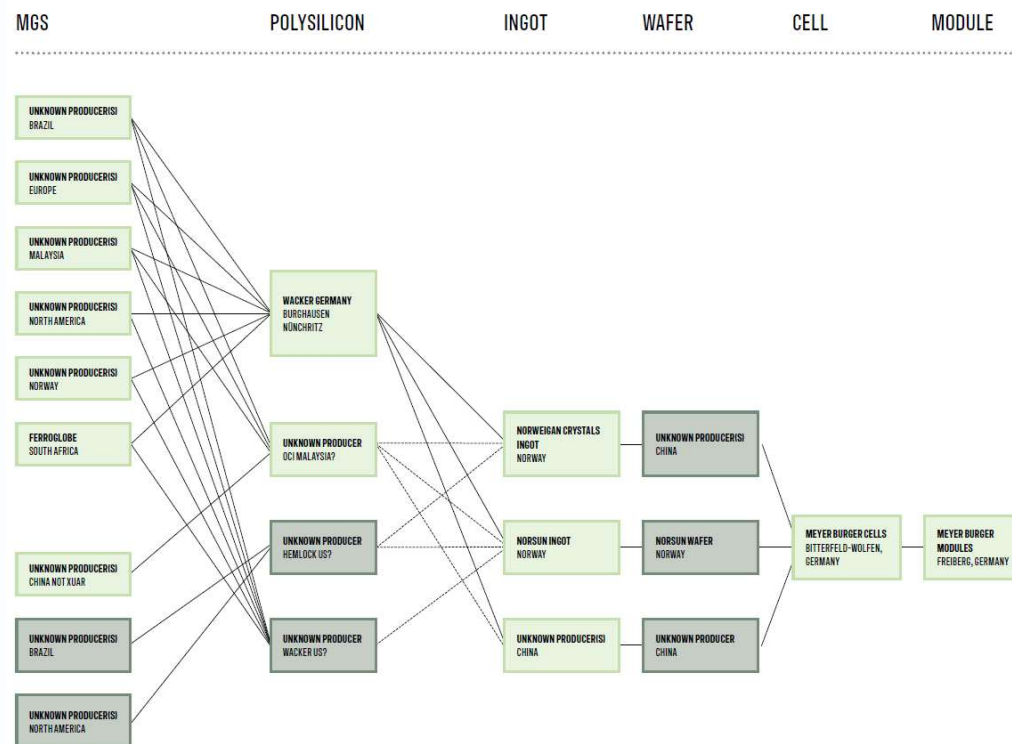 MGS
POLYSILICON
INGOT
WAFER
CELL
MODULE
UNKNOWN PRODUCER(S)
BRAZIL
UNKNOWN PRODUCER(S)
EUROPE
UNKNOWN PRODUCER(S)
MALAYSIA
UNKNOWN PRODUCER(S)
NORTH AMERICA
UNKNOWN PRODUCER(S)
NORWAY
FERROGLOBE
SOUTH AFRICA
UNKNOWN PRODUCER(S)
CHINA NOT XUAR
UNKNOWN PRODUCER(S)
BRAZIL
UNKNOWN PRODUCER(S)
NORTH AMERICA
WACKER GERMANY
BURGHAUSEN
NÜNCHRITZ
UNKNOWN PRODUCER
OCI MALAYSIA?
UNKNOWN PRODUCER
HEMLOCK US?
UNKNOWN PRODUCER
WACKER US?
NORWEIGAN CRYSTALS
INGOT
NORWAY
NORSUN INGOT
NORWAY
UNKNOWN PRODUCER(S)
CHINA
UNKNOWN PRODUCER(S)
CHINA
NORSUN WAFER
NORWAY
UNKNOWN PRODUCER
CHINA
MEYER BURGER CELLS
BITTERFELD-WOLFEN,
GERMANY
MEYER BURGER
MODULES
FREIBERG, GERMANY